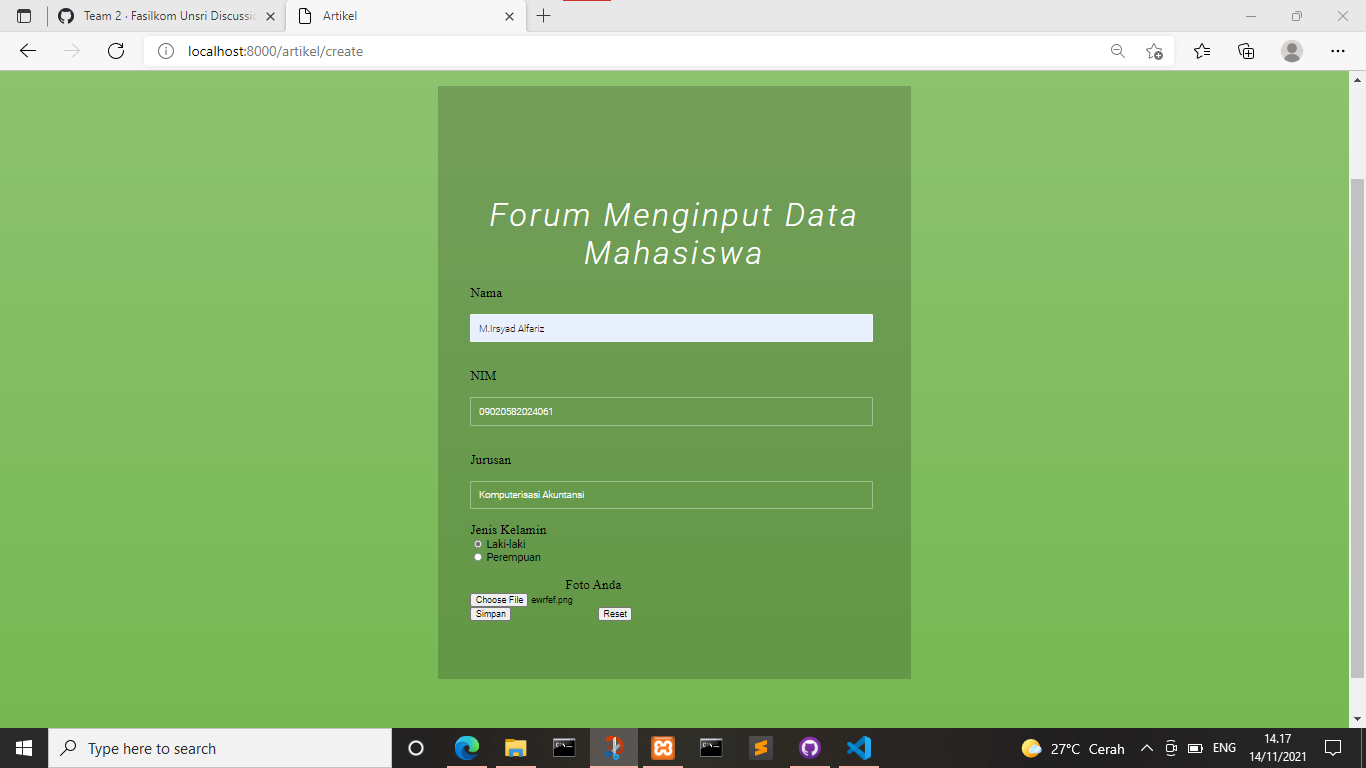 Team 2 · Fasilkom Unsri Discussio
Artikel
localhost:8000/artikel/create
Forum Menginput Data
Mahasiswa
Nama
M.Irsyad Alfariz
NIM
09020582024061
Jurusan
Komputerisasi Akuntansi
Jenis Kelamin
Laki-laki
Perempuan
Foto Anda
Choose File ewrfef.png
Simpan Reset
Type here to search
27°C Cerah
ENG
14.17
14/11/2021